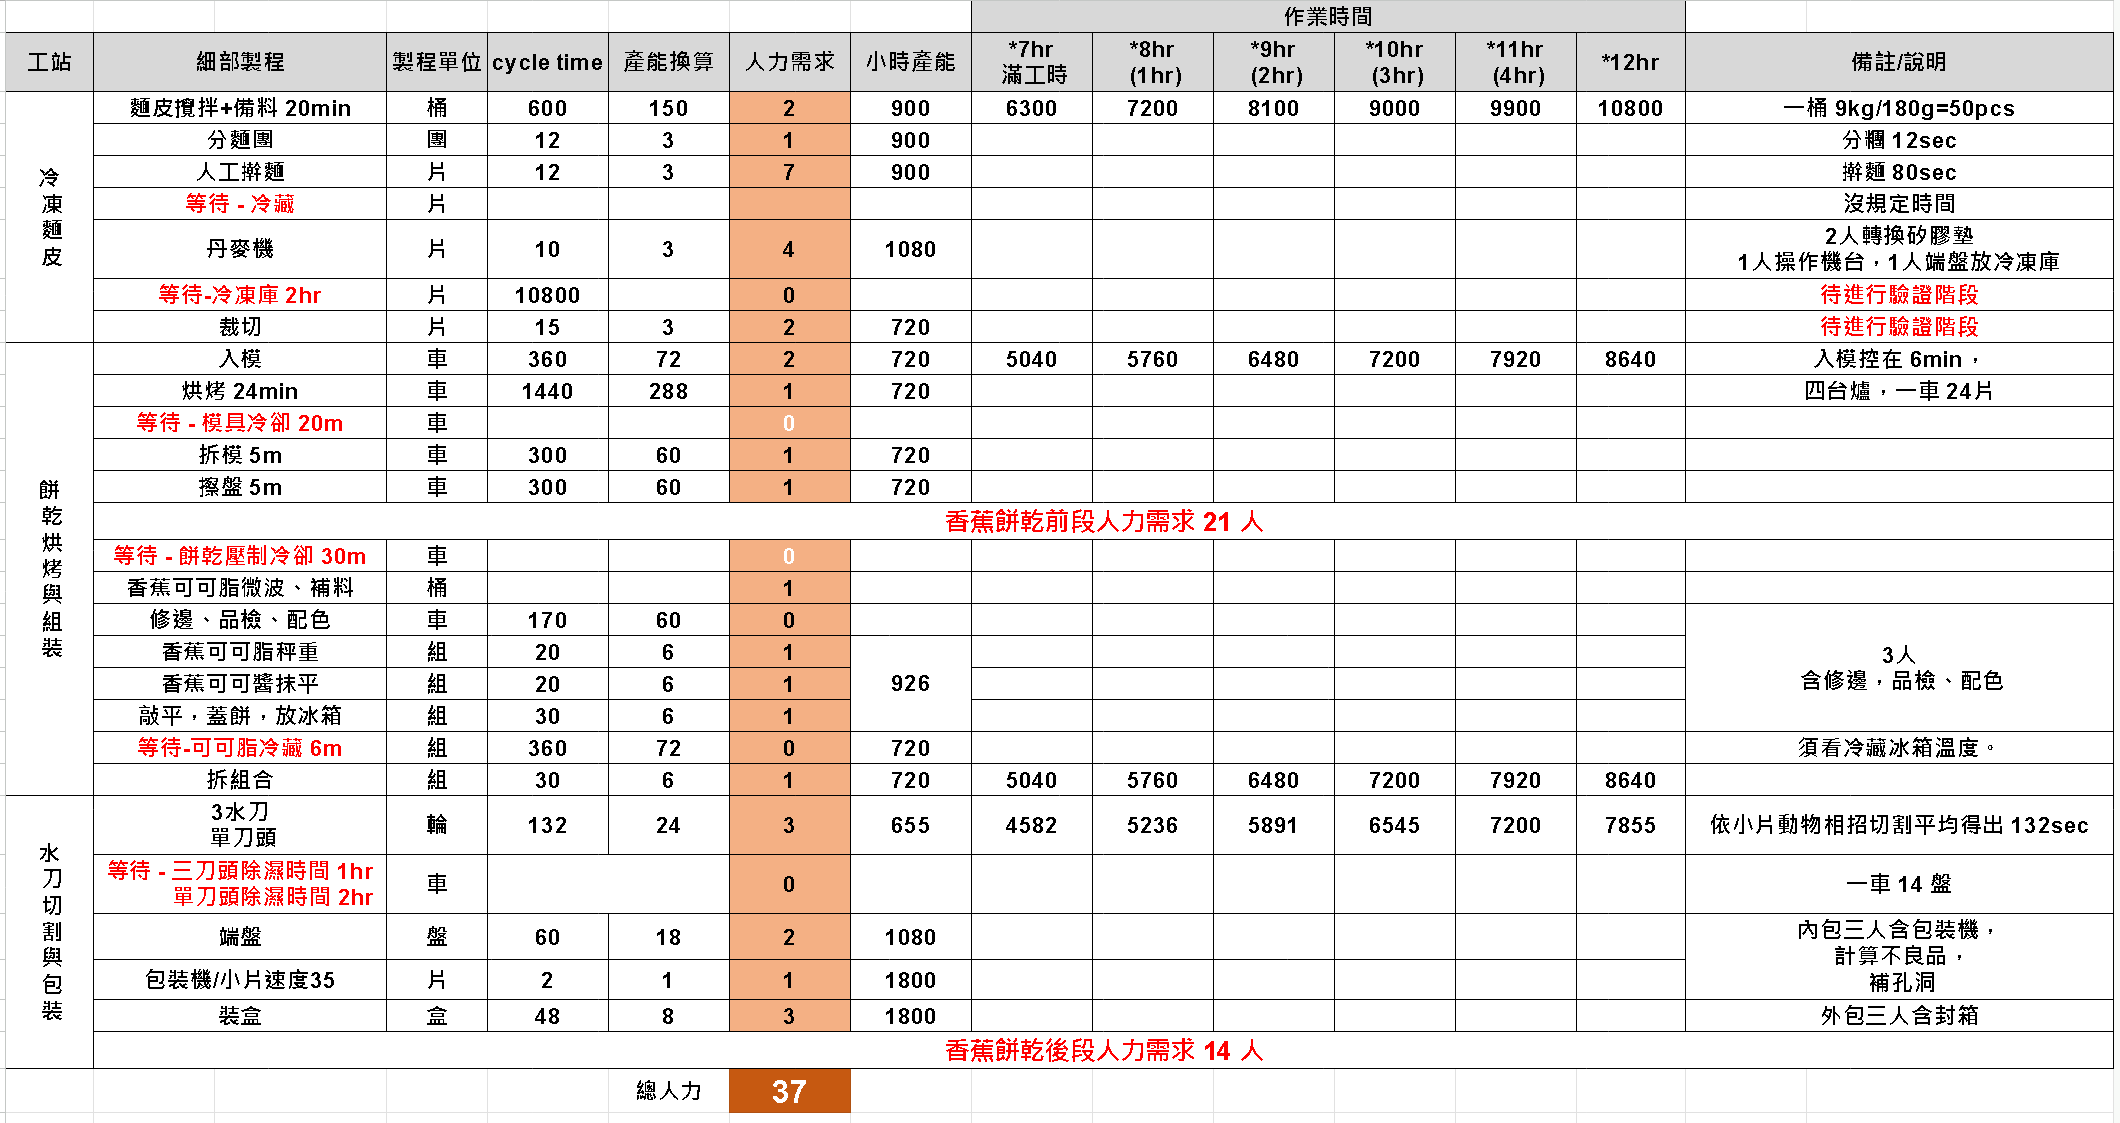 作業時間
工站 細部製程 製程單位 cycle time 產能換算 人力需求 小時產能 *7hr 滿工時 *8hr (1hr) *9hr (2hr) *10hr (3hr) *11hr (4hr) *12hr 備註/說明
冷凍麵皮
麵皮攪拌+備料 20min 桶 600 150 2 900 6300 7200 8100 9000 9900 10800 一桶 9kg/180g=50pcs
分麵團 團 12 3 1 900 分糰 12sec
人工擀麵 片 12 3 7 900 擀麵 80sec
等待 - 冷藏 片 沒規定時間
丹麥機 片 10 3 4 1080 2人轉換矽膠墊
1人操作機台，1人端盤放冷凍庫
等待-冷凍庫 2hr 片 10800 0 待進行驗證階段
裁切 片 15 3 2 720 待進行驗證階段
餅乾烘烤與組裝
入模 車 360 72 2 720 5040 5760 6480 7200 7920 8640 入模控在 6min，
烘烤 24min 車 1440 288 1 720 四台爐，一車 24片
等待 - 模具冷卻 20m 車 0
拆模 5m 車 300 60 1 720
擦盤 5m 車 300 60 1 720
香蕉餅乾前段人力需求 21 人
等待 - 餅乾壓制冷卻 30m 車 0
香蕉可可脂微波、補料 桶 1
修邊、品檢、配色 車 170 60 0
香蕉可可脂秤重 組 20 6 1
香蕉可可醬抹平 組 20 6 1 926 3人
含修邊，品檢、配色
敲平，蓋餅，放冰箱 組 30 6 1
等待-可可脂冷藏 6m 組 360 72 0 720 須看冷藏冰箱溫度。
拆組合 組 30 6 1 720 5040 5760 6480 7200 7920 8640
水刀切割與包裝
3水刀
單刀頭 輪 132 24 3 655 4582 5236 5891 6545 7200 7855 依小片動物相招切割平均得出 132sec
等待 - 三刀頭除濕時間 1hr
單刀頭除濕時間 2hr 車 0 一車 14 盤
端盤 盤 60 18 2 1080 內包三人含包裝機，
計算不良品，
補孔洞
包裝機/小片速度35 片 2 1 1 1800
裝盒 盒 48 8 3 1800 外包三人含封箱
香蕉餅乾後段人力需求 14 人
總人力 37